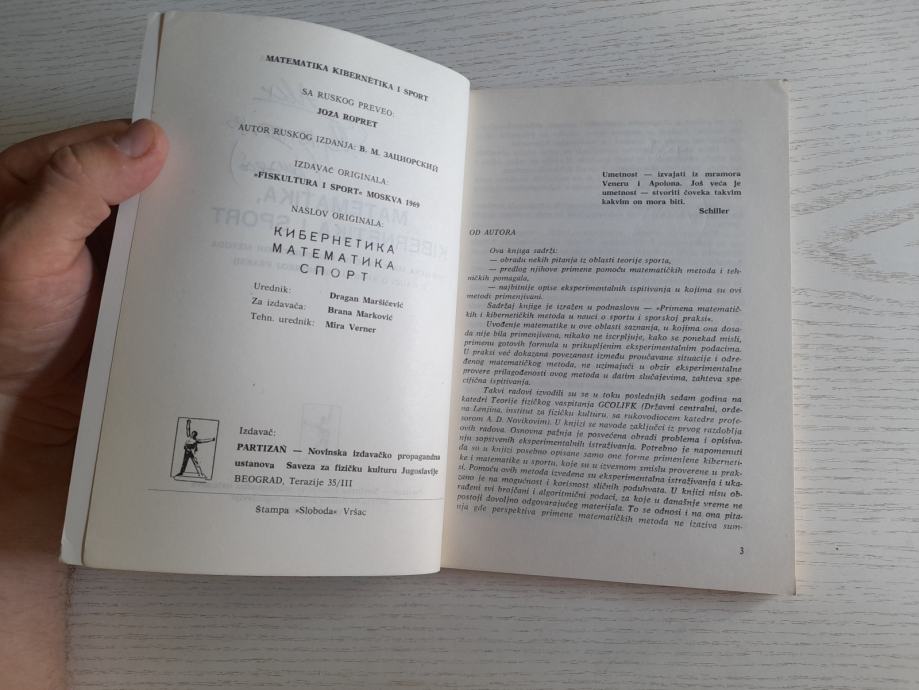 MATEMATIKA KIBERNETIKA I SPORT
SA RUSKOG PREVEO:
JOZA ROPRET
AUTOR RUSKOG IZDANJA: В. М. ЗАЦИОРСКИЙ
IZDAVAČ ORIGINALA:
»FISKULTURA I SPORT« MOSKVA 1969
NASLOV ORIGINALA:
КИБЕРНЕТИКА
МАТЕМАТИКА
СПОРТ
Urednik: Dragan Maršičević
Za izdavača: Brana Marković
Tehn. urednik: Mira Verner
Izdavač:
PARTIZAN — Novinska izdavačko propagandna
ustanova Saveza za fizičku kulturu Jugoslavije
BEOGRAD, Terazije 35/III
Štampa »Sloboda« Vršac
Umetnost — izvajati iz mramora
Veneru i Apolona. Još veća je
umetnost — stvoriti čoveka takvim
kakvim on mora biti.
Schiller
OD AUTORA
Ova knjiga sadrži:
— obradu nekih pitanja iz oblasti teorije sporta,
— predlog njihove primene pomoću matematičkih metoda i teh-
ničkih pomagala,
— najbitnije opise eksperimentalnih ispitivanja u kojima su ovi
metodi primenjivani.
Sadržaj knjige je izražen u podnaslovu — »Primena matematič-
kih i kibernetičkih metoda u nauci o sportu i sporskoj praksi«.
Uvođenje matematike u ove oblasti saznanja, u kojima ona dosa-
da nije bila primenjivana, nikako ne iscrpljuje, kako se ponekad misli,
primenu gotovih formula u prikupljenim eksperimentalnim podacima.
U praksi već dokazana povezanost između proučavane situacije i odre-
đenog matematičkog metoda, ne uzimajući u obzir eksperimentalne
provere prilagođenosti ovog metoda u datim slučajevima, zahteva spe-
cifična ispitivanja.
Takvi radovi izvodili su se u toku poslednjih sedam godina na
katedri Teorije fizičkog vaspitanja GCOLIFK (Državni centralni, orde-
na Lenjina, institut za fizičku kulturu, sa rukovodiocem katedre profe-
sorom A. D. Novikovim). U knjizi se navode zaključci iz prvog razdoblja
ovih radova. Osnovna pažnja je posvećena obradi problema i opisiva-
nju sopstvenih eksperimentalnih istraživanja. Potrebno je napomenuti
da su u knjizi posebno opisane samo one forme primenjene kiberneti-
ke i matematike u sportu, koje su u izvesnom smislu proverene u prak-
si. Pomoću ovih metoda izvedena su eksperimentalna istraživanja i uka-
zano je na mogućnost i korisnost sličnih poduhvata. U knjizi nisu ob-
rađeni svi brajčani i algoritmični podaci, za koje u današnje vreme ne
postoji dovoljno odgovarajućeg materijala. To se odnosi i na ona pita-
nja gde perspektiva primene matematičkih metoda ne izaziva sum-
3